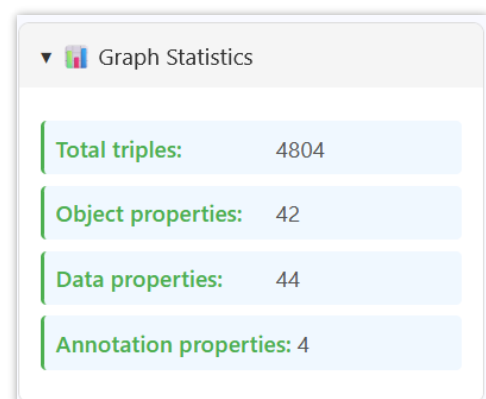 ▼ 📊 Graph Statistics
Total triples: 4804
Object properties: 42
Data properties: 44
Annotation properties: 4